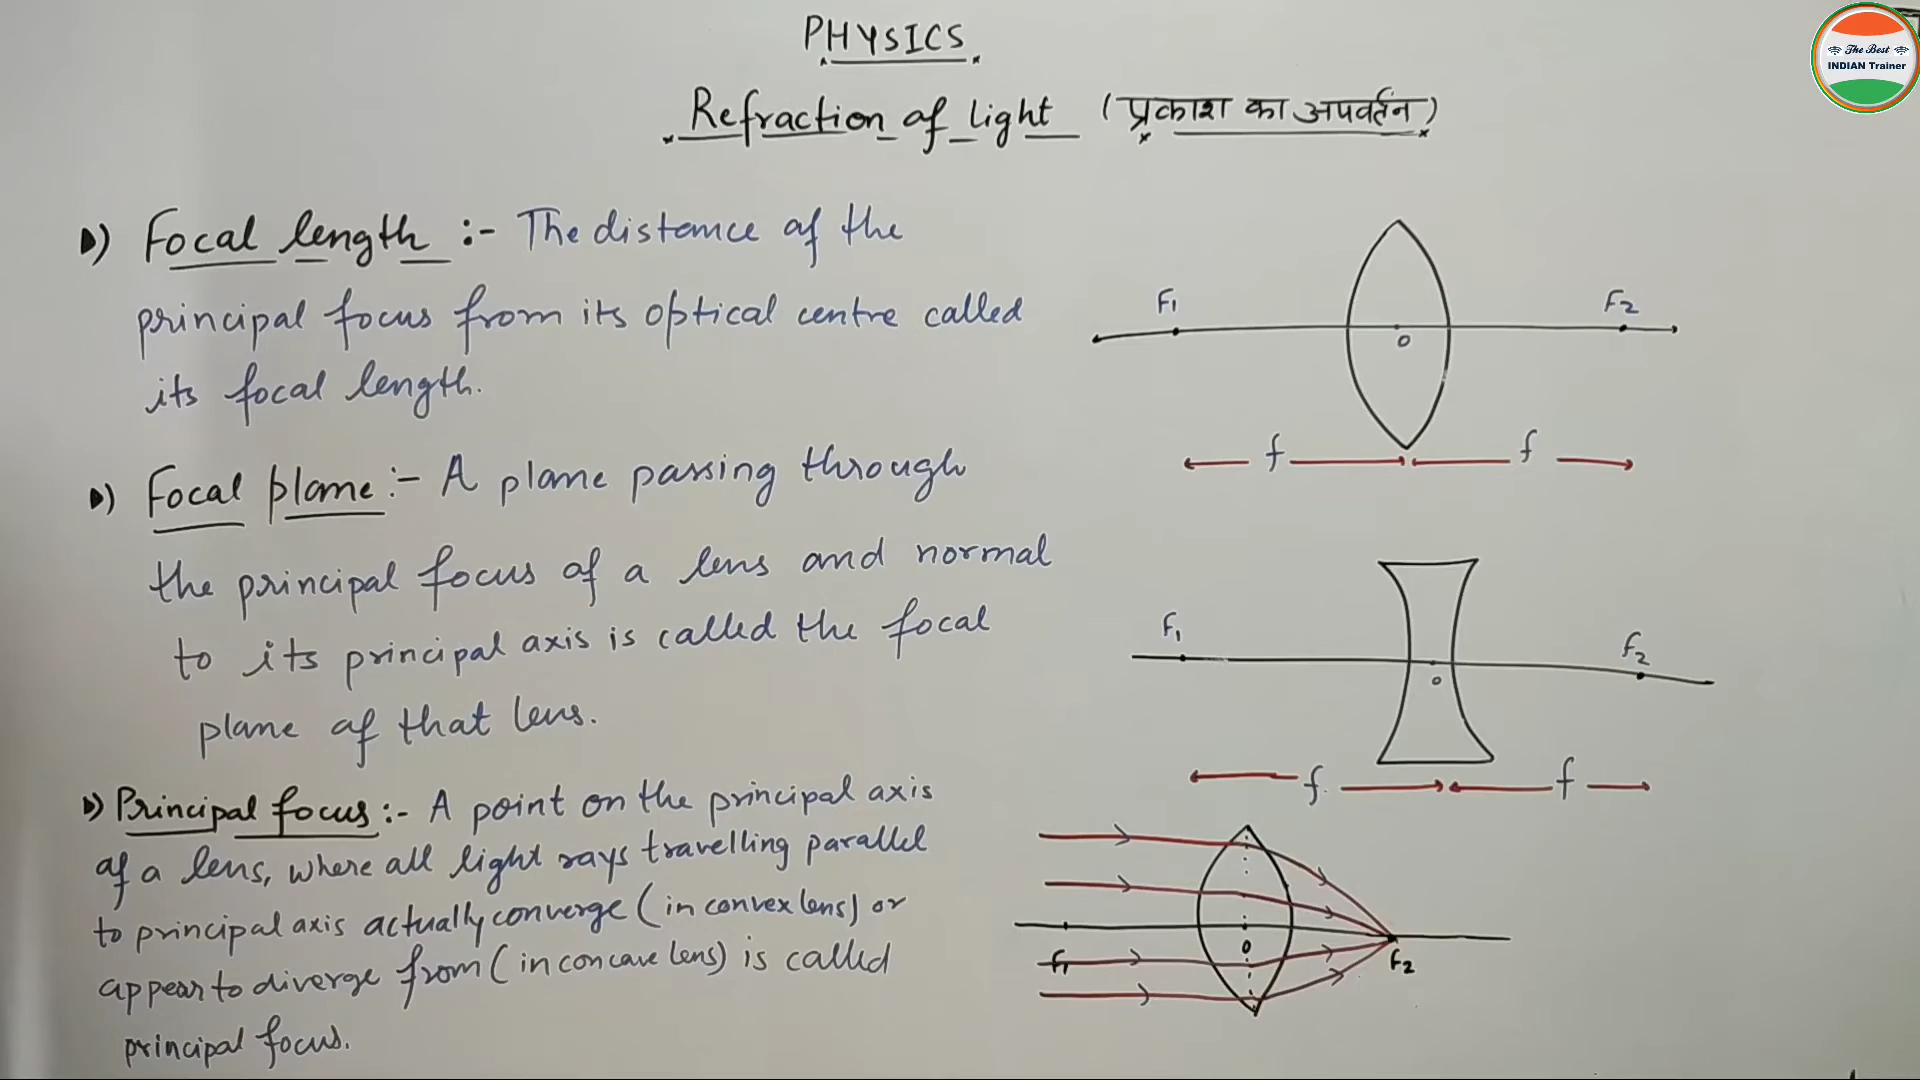 PHYSICS
Refraction of light (प्रकाश का अपवर्तन)
The Best
INDIAN Trainer
Focal length :- The distance of the
principal focus from its optical centre called
its focal length.
F1 F2
O
f f
Focal plane :- A plane passing through
the principal focus of a lens and normal
to its principal axis is called the focal
plane of that lens.
F1 F2
O
f f
Principal focus :- A point on the principal axis
of a lens, where all light rays travelling parallel
to principal axis actually converge (in convex lens) or
appear to diverge from (in concave lens) is called
principal focus.
O
F1 F2